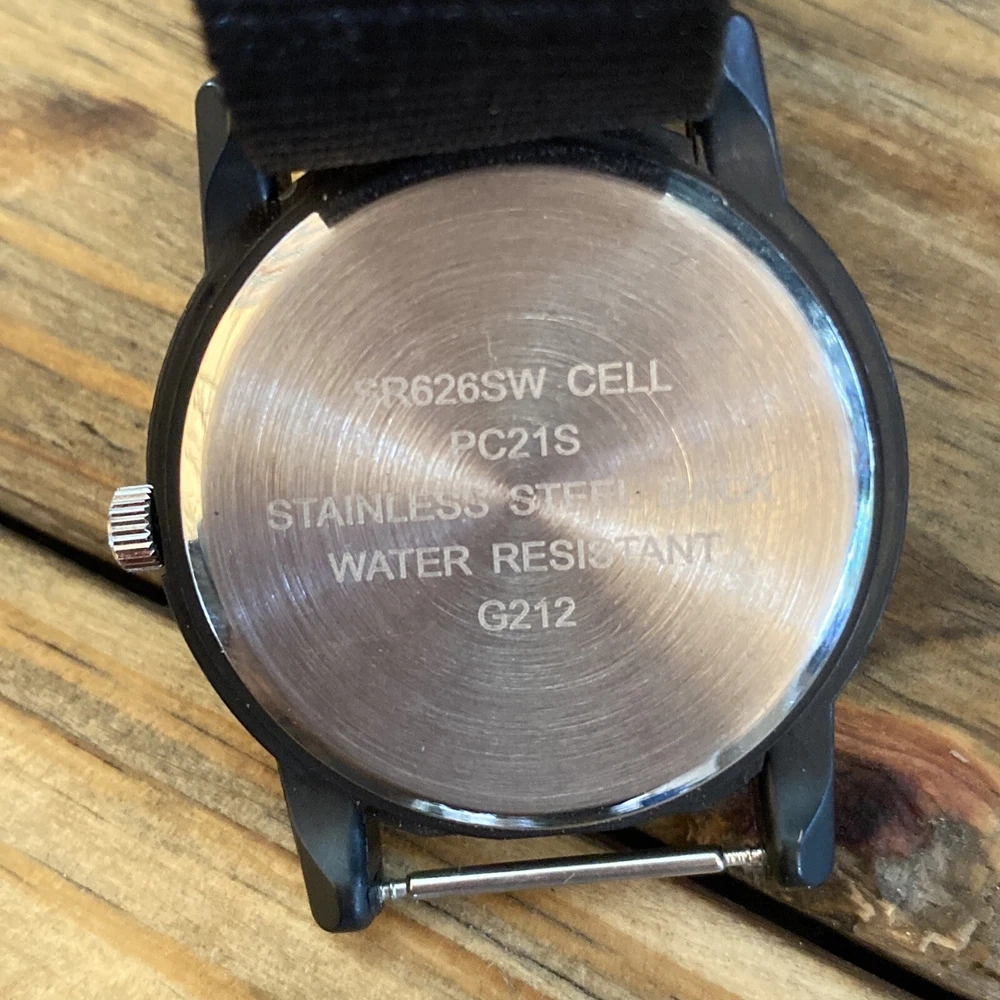 SR626SW CELL
PC21S
STAINLESS STEEL BACK
WATER RESISTANT
G212